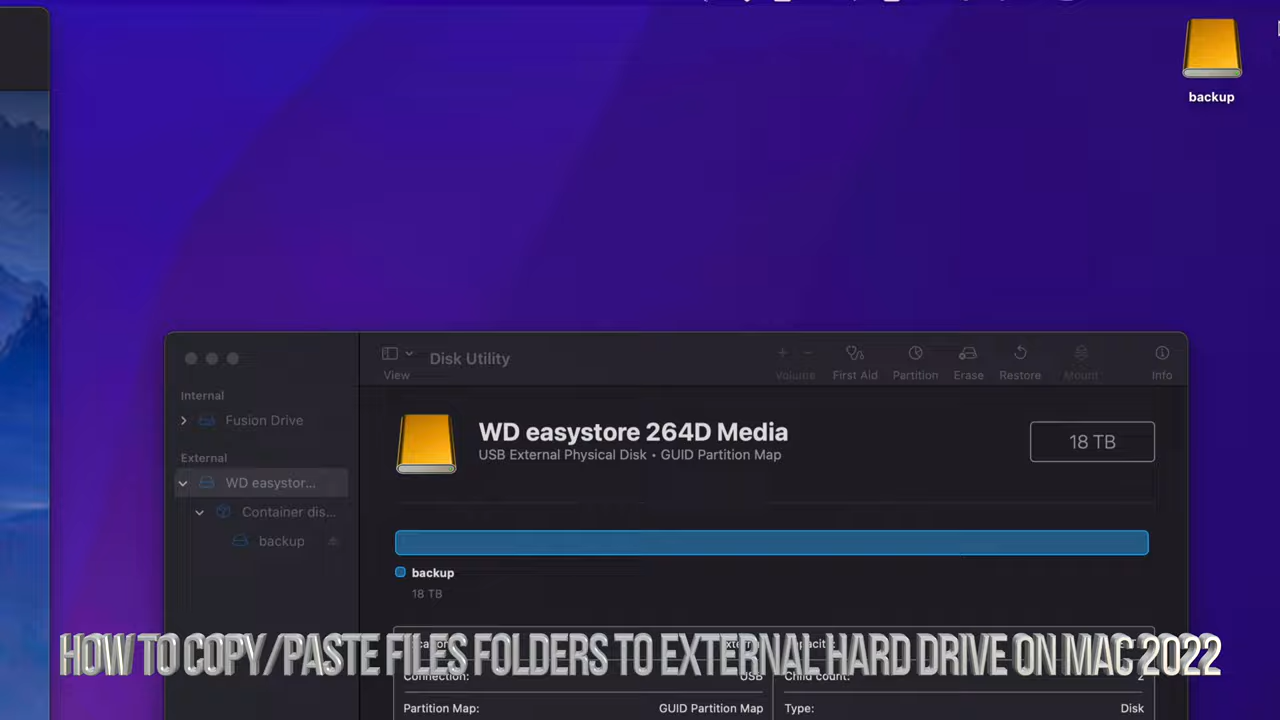 backup
Disk Utility
View
Volume
First Aid
Partition
Erase
Restore
Mount
Info
Internal
Fusion Drive
External
WD easystor...
Container dis...
backup
WD easystore 264D Media
USB External Physical Disk • GUID Partition Map
18 TB
backup
18 TB
HOW TO COPY/PASTE FILES FOLDERS TO EXTERNAL HARD DRIVE ON MAC 2022
Connection: USB
Child count: 2
Partition Map: GUID Partition Map
Type: Disk